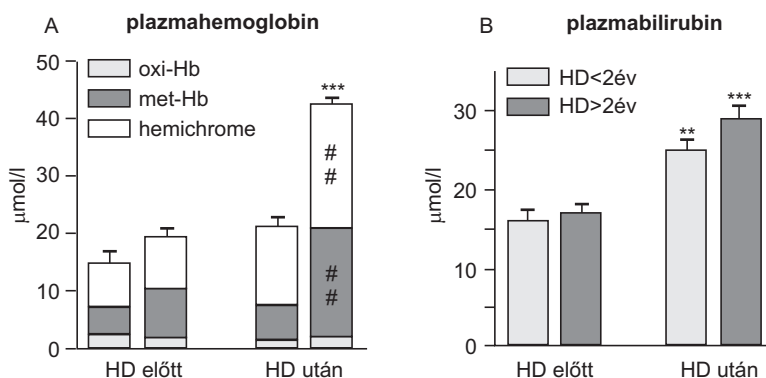 A
plazmahemoglobin
50
40
30
20
10
0
µmol/l
oxi-Hb
met-Hb
hemichrome
***
#
#
#
#
HD előtt
HD után
B
plazmabilirubin
30
20
10
0
µmol/l
HD<2év
HD>2év
**
***
HD előtt
HD után